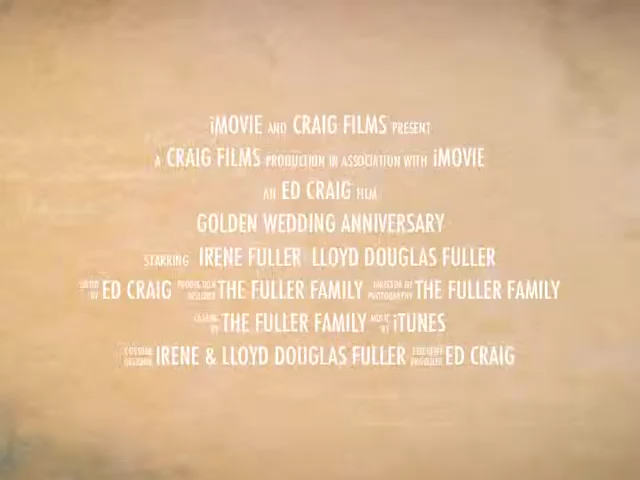 iMOVIE AND CRAIG FILMS PRESENT
A CRAIG FILMS PRODUCTION IN ASSOCIATION WITH iMOVIE
AN ED CRAIG FILM
GOLDEN WEDDING ANNIVERSARY
STARRING IRENE FULLER LLOYD DOUGLAS FULLER
EDITED BY ED CRAIG PRODUCTION DESIGNER THE FULLER FAMILY DIRECTOR OF PHOTOGRAPHY THE FULLER FAMILY
CASTING BY THE FULLER FAMILY MUSIC BY iTUNES
COSTUME DESIGNER IRENE & LLOYD DOUGLAS FULLER EXECUTIVE PRODUCER ED CRAIG